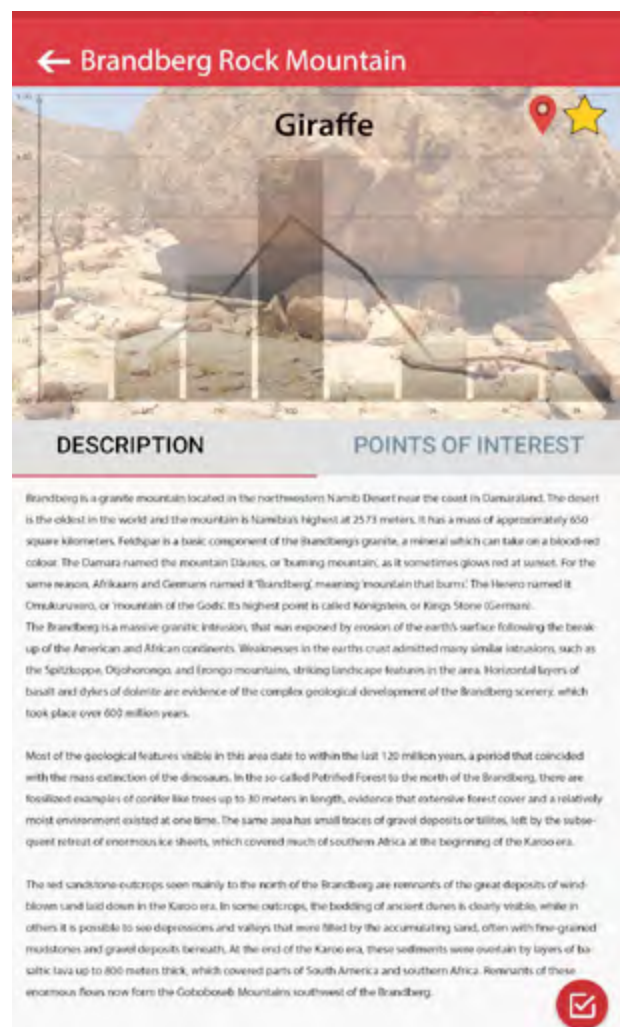 Brandberg Rock Mountain
Giraffe
DESCRIPTION
POINTS OF INTEREST
Brandberg is a granite mountain located in the northwestern Namib Desert near the coast in Damaraland. The desert
is the oldest in the world and the mountain is Namibia's highest at 2573 meters. It has a mass of approximately 650
square kilometers. Feldspar is a basic component of the Brandberg's granite, a mineral which can take on a blood-red
colour. The Damara named the mountain Dâures, or 'burning mountain', as it sometimes glows red at sunset. For the
same reason, Afrikaans and Germans named it 'Brandberg', meaning 'mountain that burns'. The Herero named it
Omukuruvaro, or 'mountain of the Gods'. Its highest point is called Königstein, or Kings Stone (German).
The Brandberg is a massive granitic intrusion, that was exposed by erosion of the earth's surface following the break-
up of the American and African continents. Weaknesses in the earths crust admitted many similar intrusions, such as
the Spitzkoppe, Otjohorongo, and Erongo mountains, striking landscape features in the area. Horizontal layers of
basalt and dykes of dolerite are evidence of the complex geological development of the Brandberg scenery, which
took place over 600 million years.
Most of the geological features visible in this area date to within the last 120 million years, a period that coincided
with the mass extinction of the dinosaurs. In the so-called Petrified Forest to the north of the Brandberg, there are
fossilized examples of conifer like trees up to 30 meters in length, evidence that extensive forest cover and a relatively
moist environment existed at one time. The same area has small traces of gravel deposits or tillites, left by the subse-
quent retreat of enormous ice sheets, which covered much of southern Africa at the beginning of the Karoo era.
The red sandstone outcrops seen mainly to the north of the Brandberg are remnants of the great deposits of wind-
blown sand laid down in the Karoo era. In some outcrops, the bedding of ancient dunes is clearly visible, while in
others it is possible to see depressions and valleys that were filled by the accumulating sand, often with fine-grained
mudstones and gravel deposits beneath. At the end of the Karoo era, these sediments were overlain by layers of ba-
saltic lava up to 800 meters thick, which covered parts of South America and southern Africa. Remnants of these
enormous flows now form the Goboboseb Mountains southwest of the Brandberg.